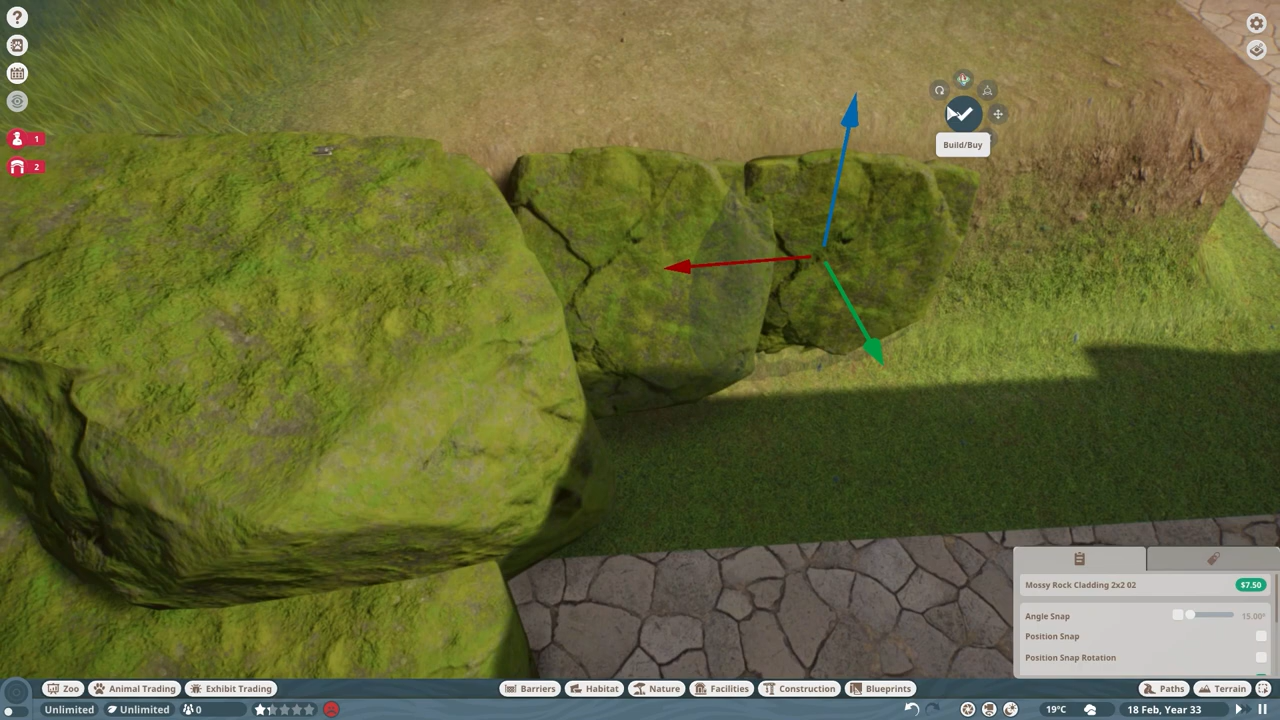 ?
1
2
Build/Buy
Mossy Rock Cladding 2x2 02 $7.50
Angle Snap 15.00°
Position Snap
Position Snap Rotation
Zoo Animal Trading Exhibit Trading Barriers Habitat Nature Facilities Construction Blueprints Paths Terrain
Unlimited Unlimited 0 19°C 18 Feb, Year 33